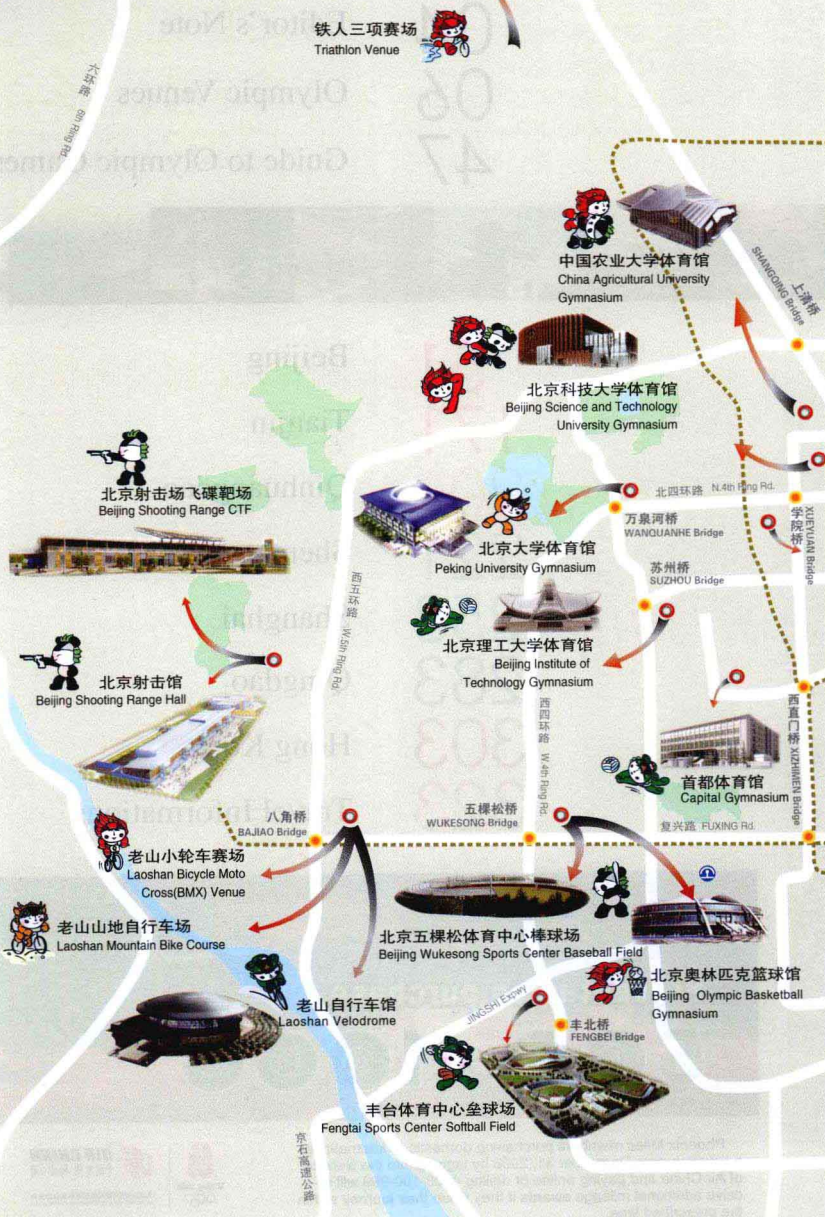 铁人三项赛场
Triathlon Venue
六环路 6th Ring Rd.
Editor's Note
06 Olympic Venues
47 Guide to Olympic Games
中国农业大学体育馆
China Agricultural University
Gymnasium
上清桥
SHANGQING Bridge
北京科技大学体育馆
Beijing Science and Technology
University Gymnasium
Beijing
北京射击场飞碟靶场
Beijing Shooting Range CTF
北四环路 N.4th Ring Rd.
万泉河桥
WANQUANHE Bridge
学院桥
XUEYUAN Bridge
北京大学体育馆
Peking University Gymnasium
苏州桥
SUZHOU Bridge
西五环路 W.5th Ring Rd.
Shanghai
北京理工大学体育馆
Beijing Institute of
Technology Gymnasium
北京射击馆
Beijing Shooting Range Hall
西四环路 W.4th Ring Rd.
西直门桥 XIZHIMEN Bridge
303
首都体育馆
Capital Gymnasium
八角桥
BAJIAO Bridge
五棵松桥
WUKESONG Bridge
复兴路 FUXING Rd.
老山小轮车赛场
Laoshan Bicycle Moto
Cross(BMX) Venue
老山山地自行车场
Laoshan Mountain Bike Course
北京五棵松体育中心棒球场
Beijing Wukesong Sports Center Baseball Field
北京奥林匹克篮球馆
Beijing Olympic Basketball
Gymnasium
老山自行车馆
Laoshan Velodrome
JINGSHI Expwy
丰北桥
FENGBEI Bridge
丰台体育中心垒球场
Fengtai Sports Center Softball Field
京石高速公路